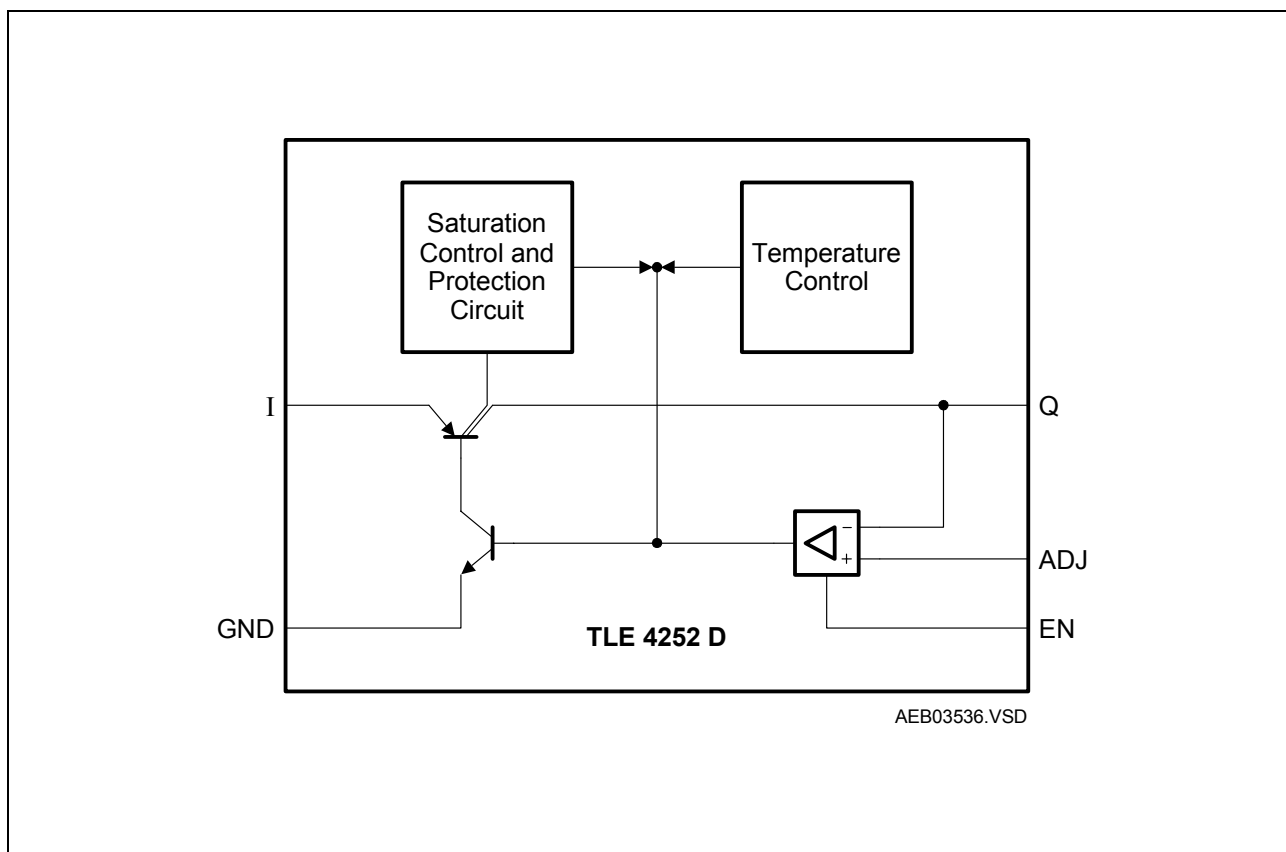 Saturation
Control and
Protection
Circuit
Temperature
Control
I
Q
-
+
ADJ
GND
EN
TLE 4252 D
AEB03536.VSD